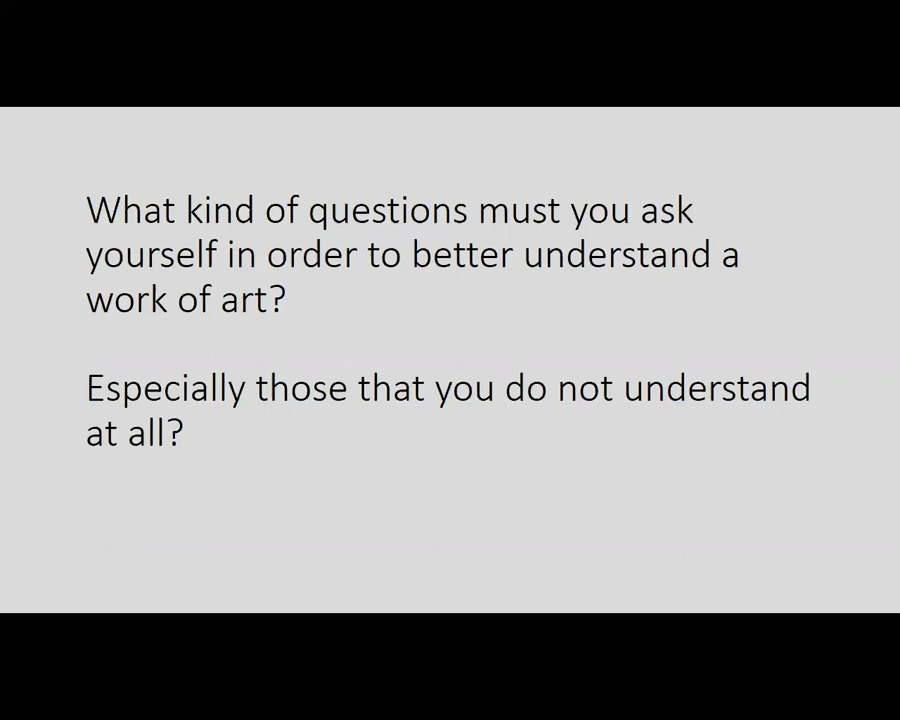 What kind of questions must you ask
yourself in order to better understand a
work of art?
Especially those that you do not understand
at all?